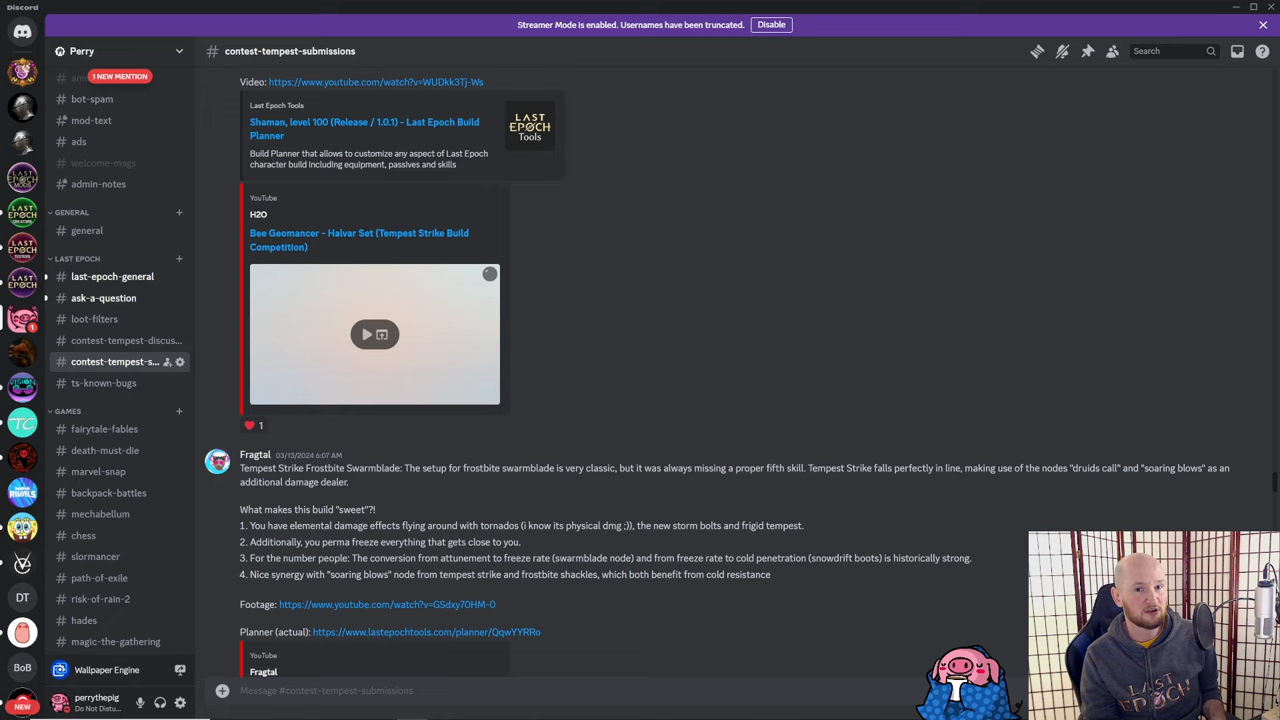 Discord
Streamer Mode is enabled. Usernames have been truncated.
Disable
Perry
1 NEW MENTION
bot-spam
mod-text
ads
welcome-msgs
admin-notes
GENERAL
general
LAST EPOCH
last-epoch-general
ask-a-question
loot-filters
contest-tempest-discus...
contest-tempest-s...
ts-known-bugs
GAMES
fairytale-fables
death-must-die
marvel-snap
backpack-battles
mechabellum
chess
slormancer
path-of-exile
risk-of-rain-2
hades
magic-the-gathering
Wallpaper Engine
perrythepig
Do Not Distu...
DT
BoB
NEW
1
# contest-tempest-submissions
Search
Video: https://www.youtube.com/watch?v=WUDkk3Tj-Ws
Last Epoch Tools
Shaman, level 100 (Release / 1.0.1) - Last Epoch Build
Planner
Build Planner that allows to customize any aspect of Last Epoch
character build including equipment, passives and skills
LAST
EPOCH
Tools
YouTube
H2O
Bee Geomancer - Halvar Set (Tempest Strike Build
Competition)
1
Fragtal 03/13/2024 6:07 AM
Tempest Strike Frostbite Swarmblade: The setup for frostbite swarmblade is very classic, but it was always missing a proper fifth skill. Tempest Strike falls perfectly in line, making use of the nodes "druids call" and "soaring blows" as an
additional damage dealer.
What makes this build "sweet"?!
1. You have elemental damage effects flying around with tornados (i know its physical dmg ;)), the new storm bolts and frigid tempest.
2. Additionally, you perma freeze everything that gets close to you.
3. For the number people: The conversion from attunement to freeze rate (swarmblade node) and from freeze rate to cold penetration (snowdrift boots) is historically strong.
4. Nice synergy with "soaring blows" node from tempest strike and frostbite shackles, which both benefit from cold resistance
Footage: https://www.youtube.com/watch?v=GSdxy70HM-0
Planner (actual): https://www.lastepochtools.com/planner/QqwYYRRo
YouTube
Fragtal
Message #contest-tempest-submissions
LAST
EPOCH